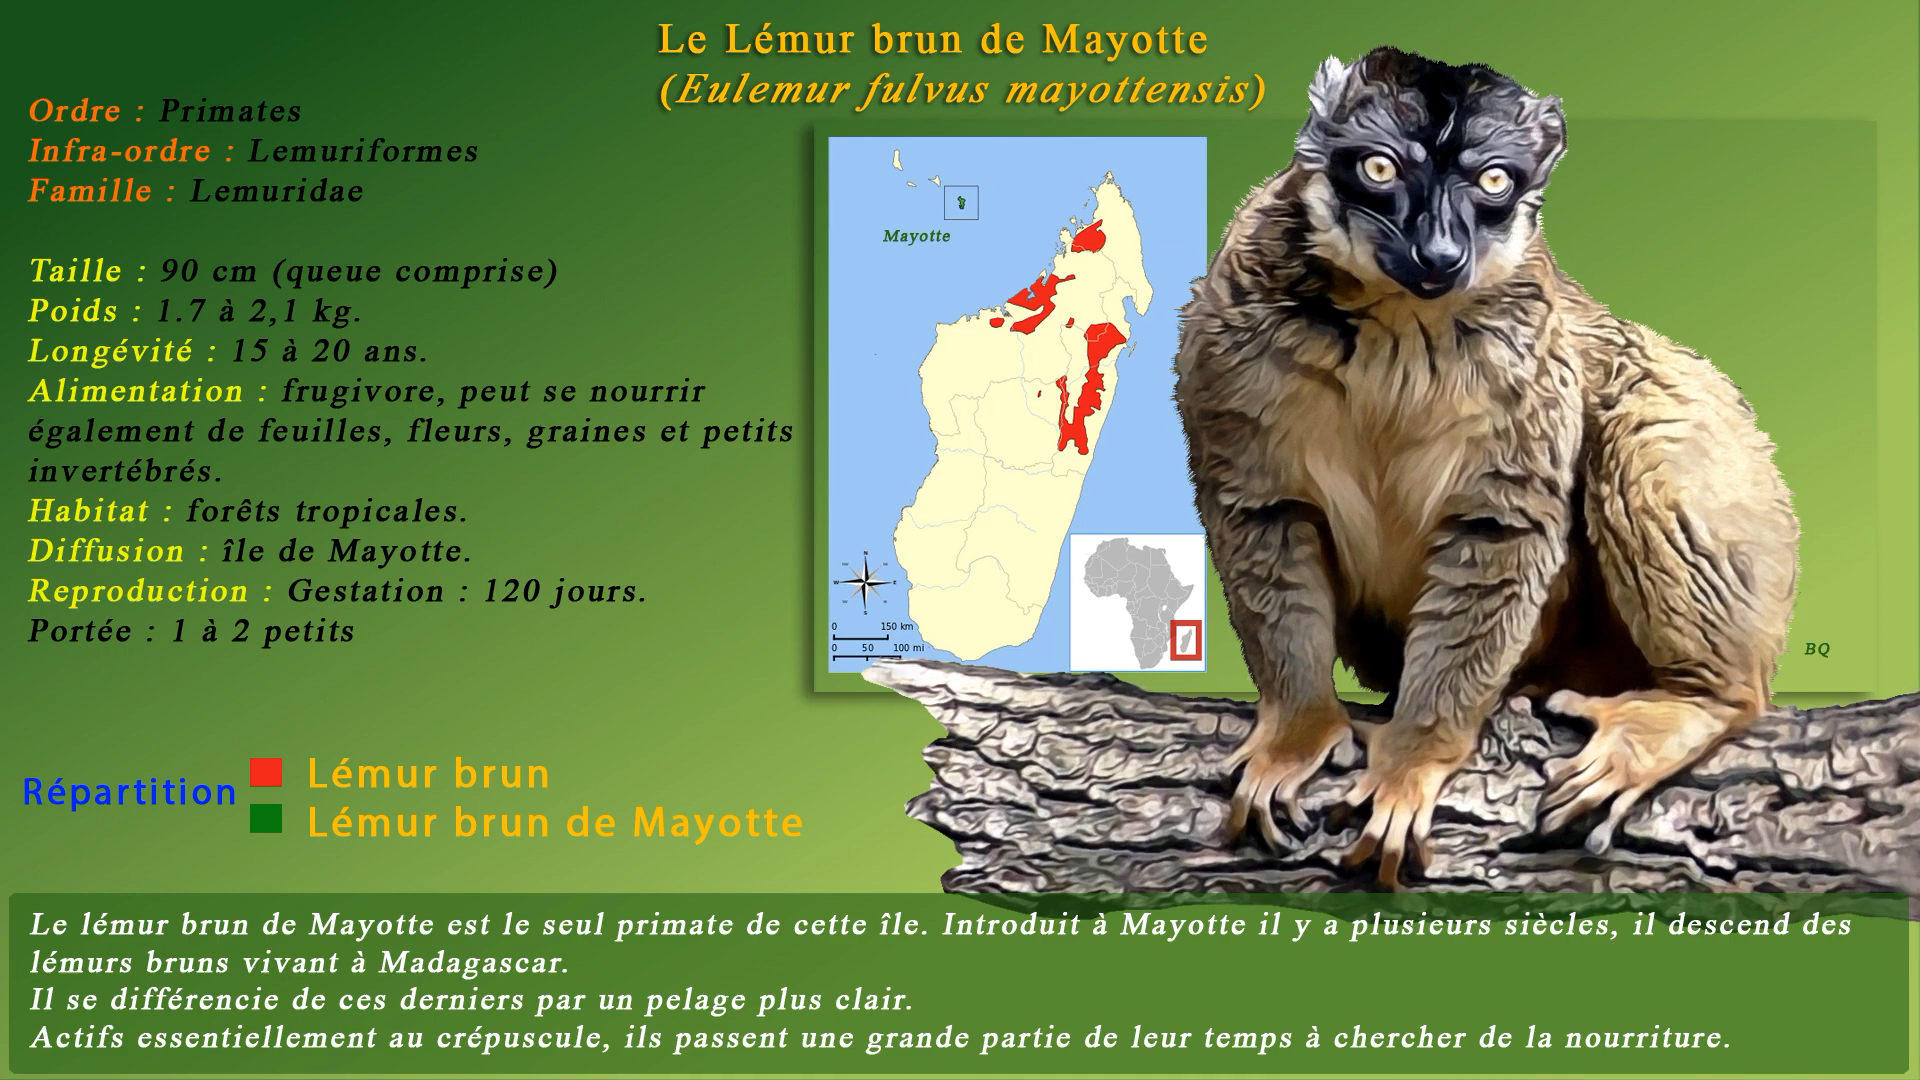 Le Lémur brun de Mayotte
(Eulemur fulvus mayottensis)
Ordre : Primates
Infra-ordre : Lemuriformes
Famille : Lemuridae
Taille : 90 cm (queue comprise)
Poids : 1.7 à 2,1 kg.
Longévité : 15 à 20 ans.
Alimentation : frugivore, peut se nourrir
également de feuilles, fleurs, graines et petits
invertébrés.
Habitat : forêts tropicales.
Diffusion : île de Mayotte.
Reproduction : Gestation : 120 jours.
Portée : 1 à 2 petits
Mayotte
N
W E
S
0 150 km
0 50 100 mi
BQ
Répartition
Lémur brun
Lémur brun de Mayotte
Le lémur brun de Mayotte est le seul primate de cette île. Introduit à Mayotte il y a plusieurs siècles, il descend des
lémurs bruns vivant à Madagascar.
Il se différencie de ces derniers par un pelage plus clair.
Actifs essentiellement au crépuscule, ils passent une grande partie de leur temps à chercher de la nourriture.